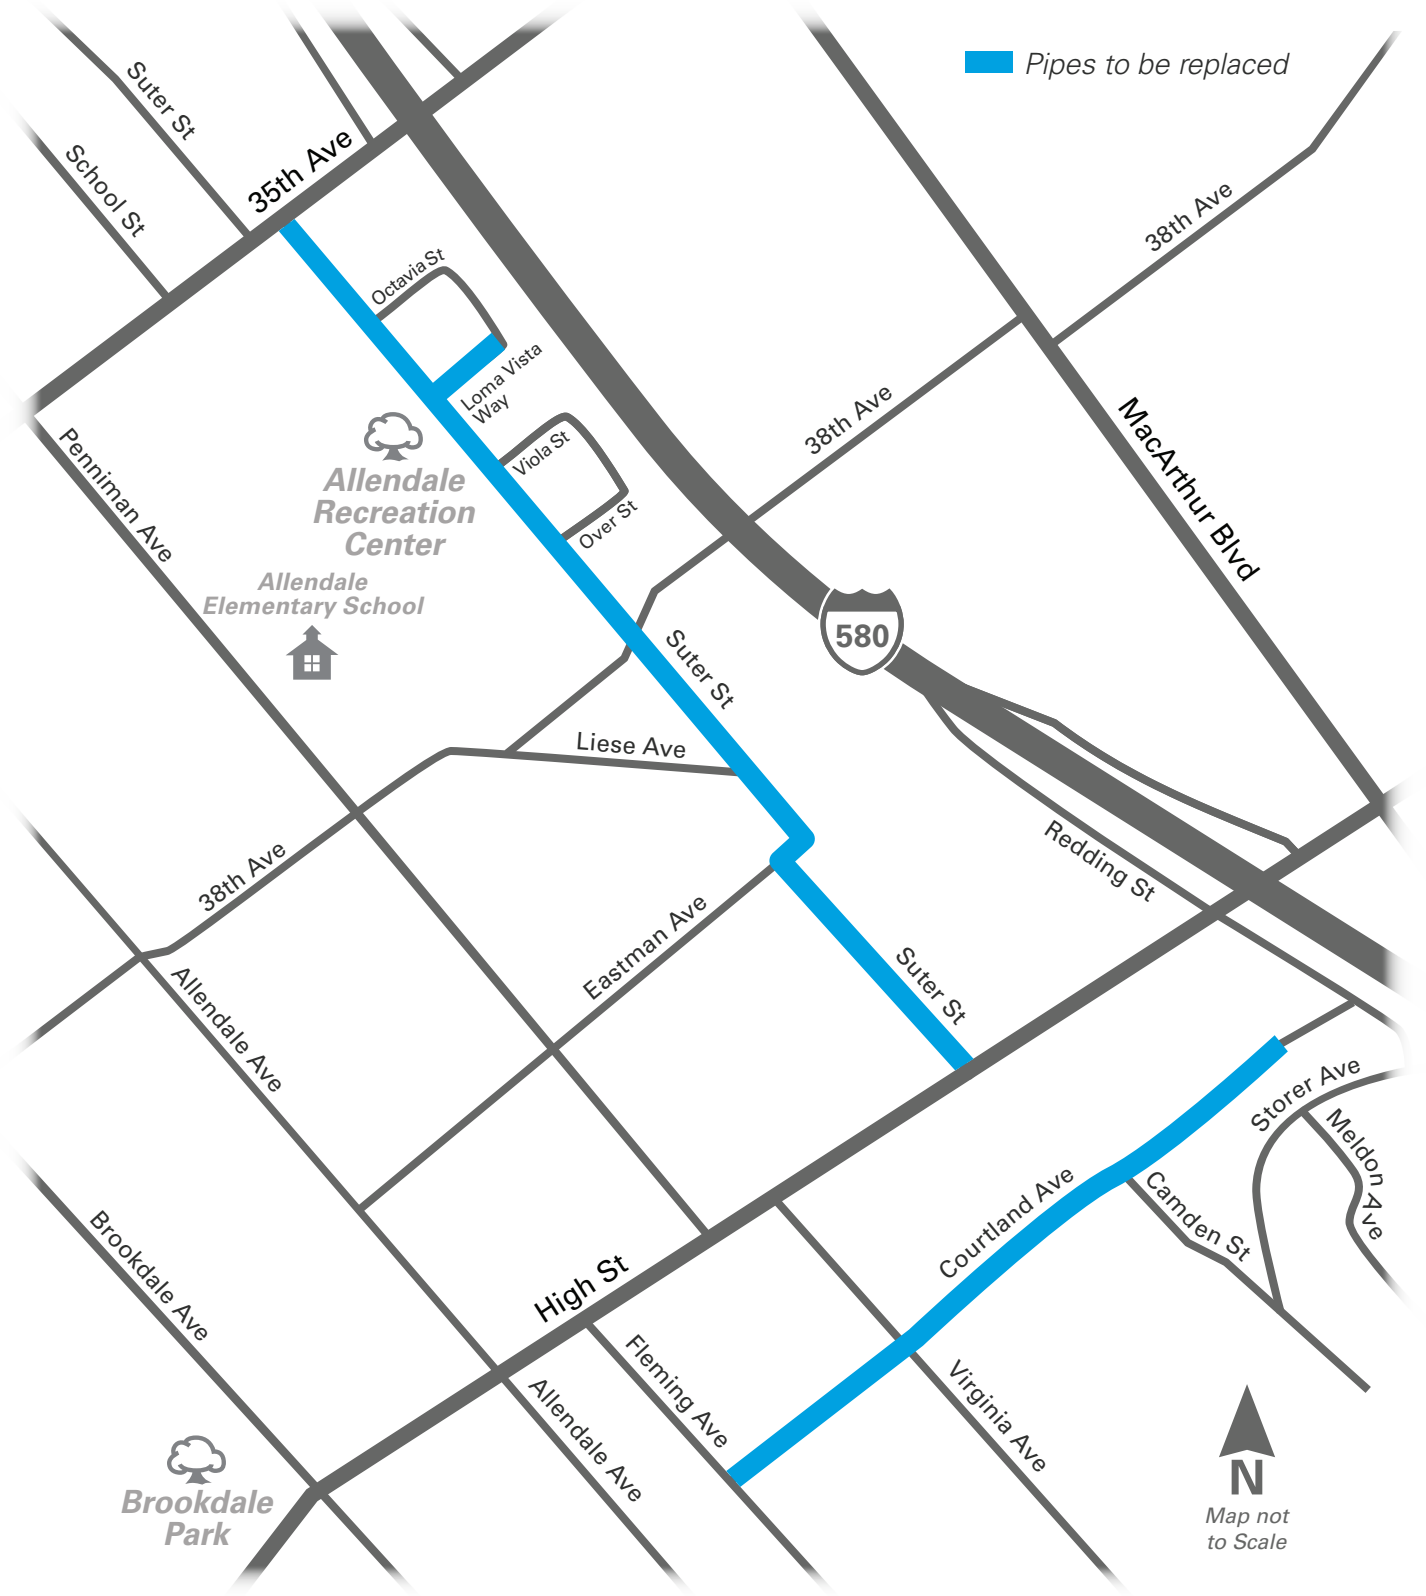 Pipes to be replaced
Suter St
School St
35th Ave
38th Ave
Octavia St
Loma Vista
Way
Viola St
Over St
38th Ave
MacArthur Blvd
Penniman Ave
Allendale
Recreation
Center
Allendale
Elementary School
580
Suter St
Liese Ave
Redding St
38th Ave
Eastman Ave
Suter St
Allendale Ave
Storer Ave
Meldon Ave
Courtland Ave
Camden St
Brookdale Ave
High St
Fleming Ave
Virginia Ave
Allendale Ave
Brookdale
Park
N
Map not
to Scale